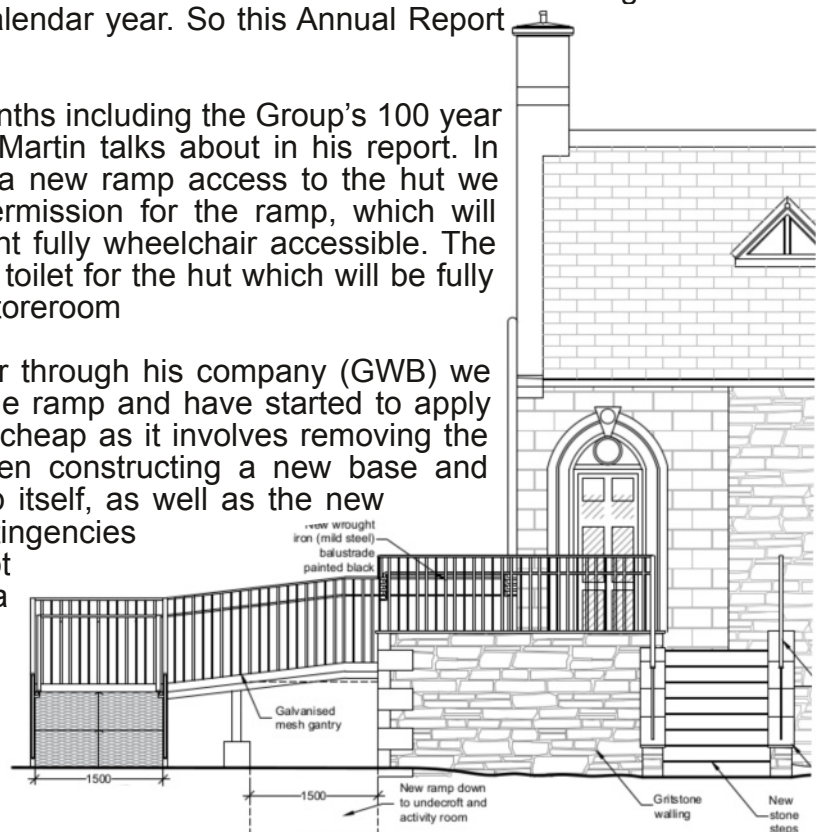 alendar year. So this Annual Report
nths including the Group's 100 year
Martin talks about in his report. In
a new ramp access to the hut we
ermission for the ramp, which will
nt fully wheelchair accessible. The
toilet for the hut which will be fully
toreroom
r through his company (GWB) we
e ramp and have started to apply
cheap as it involves removing the
en constructing a new base and
p itself, as well as the new
tingencies
ot
a
New wrought
iron (mild steel)
balustrade
painted black
Galvanised
mesh gantry
1500
1500
New ramp down
to undecroft and
activity room
Gritstone
walling
New
stone
steps